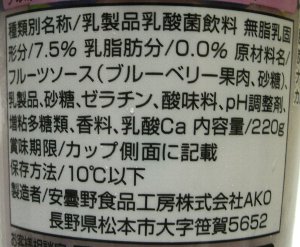 種類別名称/乳製品乳酸菌飲料 無脂乳固
形分/7.5% 乳脂肪分/0.0% 原材料名/
フルーツソース(ブルーベリー果肉、砂糖)、
乳製品、砂糖、ゼラチン、酸味料、pH調整剤、
増粘多糖類、香料、乳酸Ca 内容量/220g
賞味期限/カップ側面に記載
保存方法/10℃以下
製造者/安曇野食品工房株式会社AKO
長野県松本市大字笹賀5652